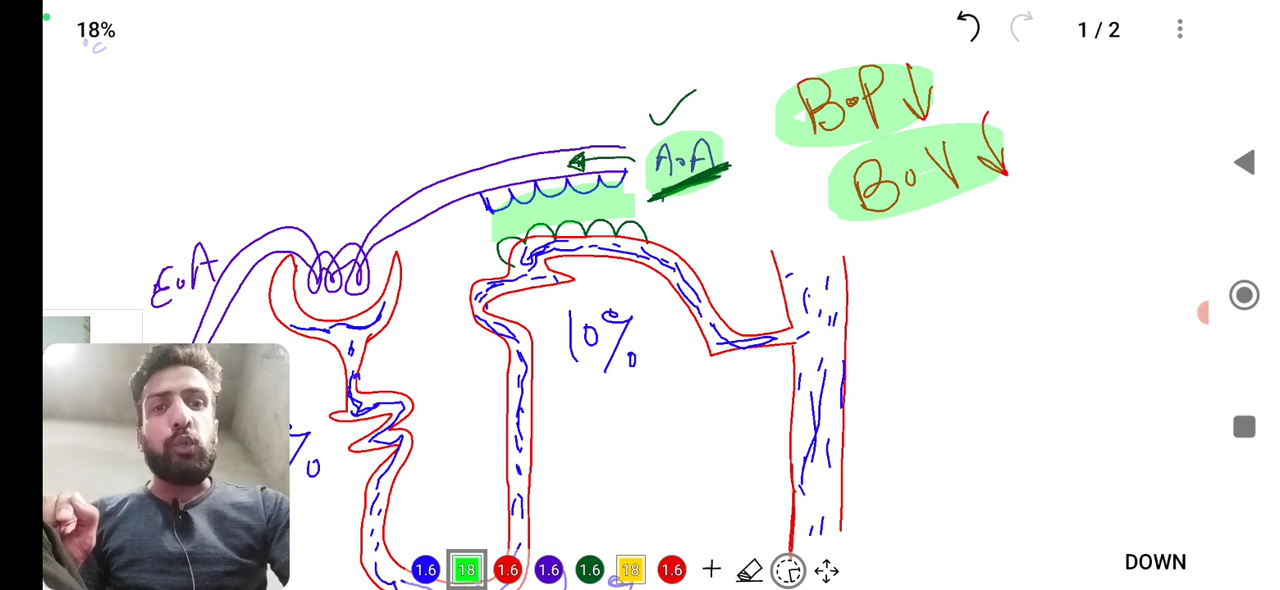 18%
°C
1 / 2
B.P ↓
B.V ↓
A.A
E.A
10%
%
1.6 18 1.6 1.6 1.6 18 1.6
DOWN